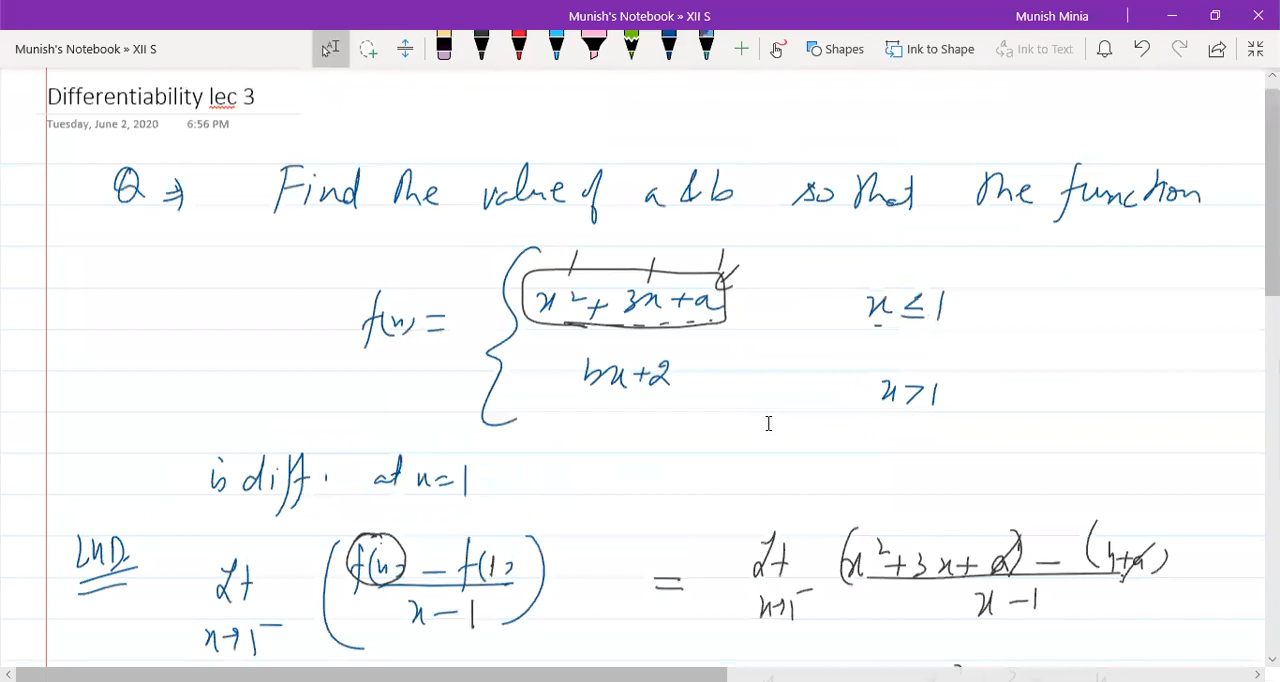 Munish's Notebook » XII S
Munish Minia
Munish's Notebook » XII S
Shapes
Ink to Shape
Ink to Text
Differentiability lec 3
Tuesday, June 2, 2020 6:56 PM
Q ⇒ Find the value of a & b so that the function
f(x) = { x² + 3x + a x ≤ 1
bx + 2 x > 1
is diff. at x = 1
LHD
Lt x→1⁻ ( f(x) − f(1) / x − 1 ) = Lt x→1⁻ (x² + 3x + a) − (4 + a) / x − 1